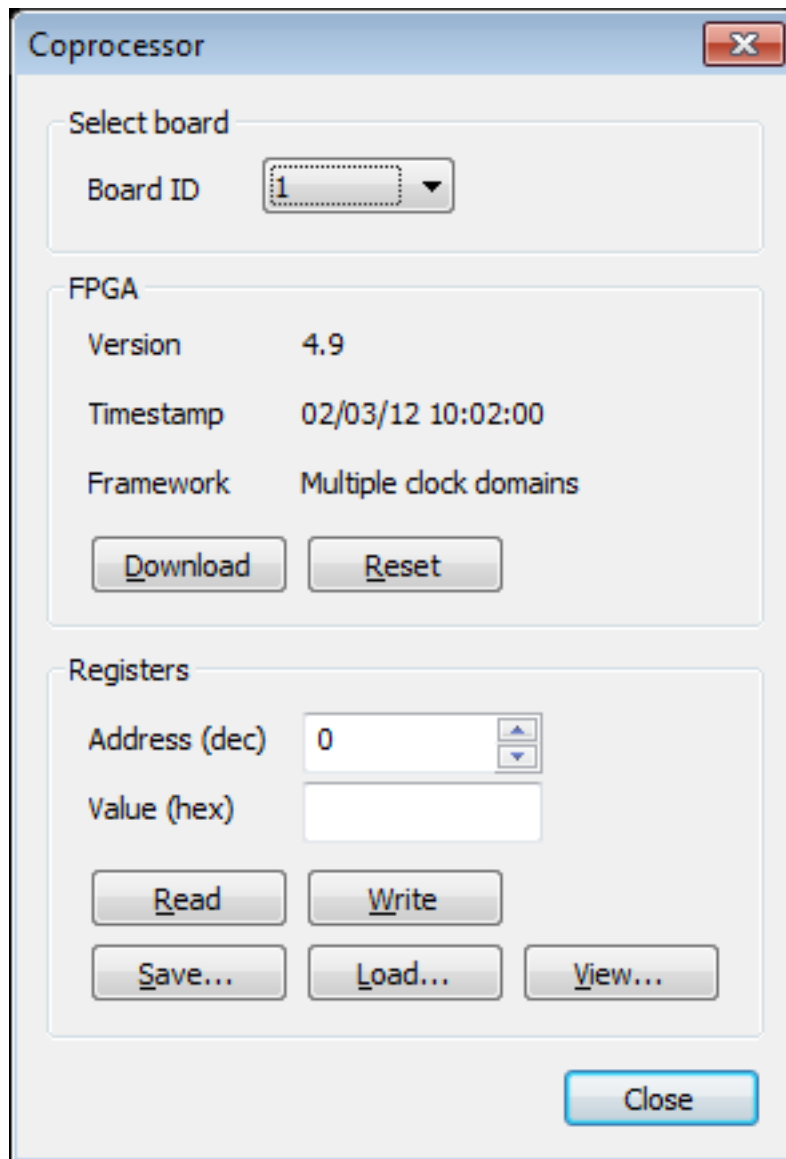 Coprocessor
Select board
Board ID 1
FPGA
Version 4.9
Timestamp 02/03/12 10:02:00
Framework Multiple clock domains
Download Reset
Registers
Address (dec) 0
Value (hex)
Read Write
Save... Load... View...
Close